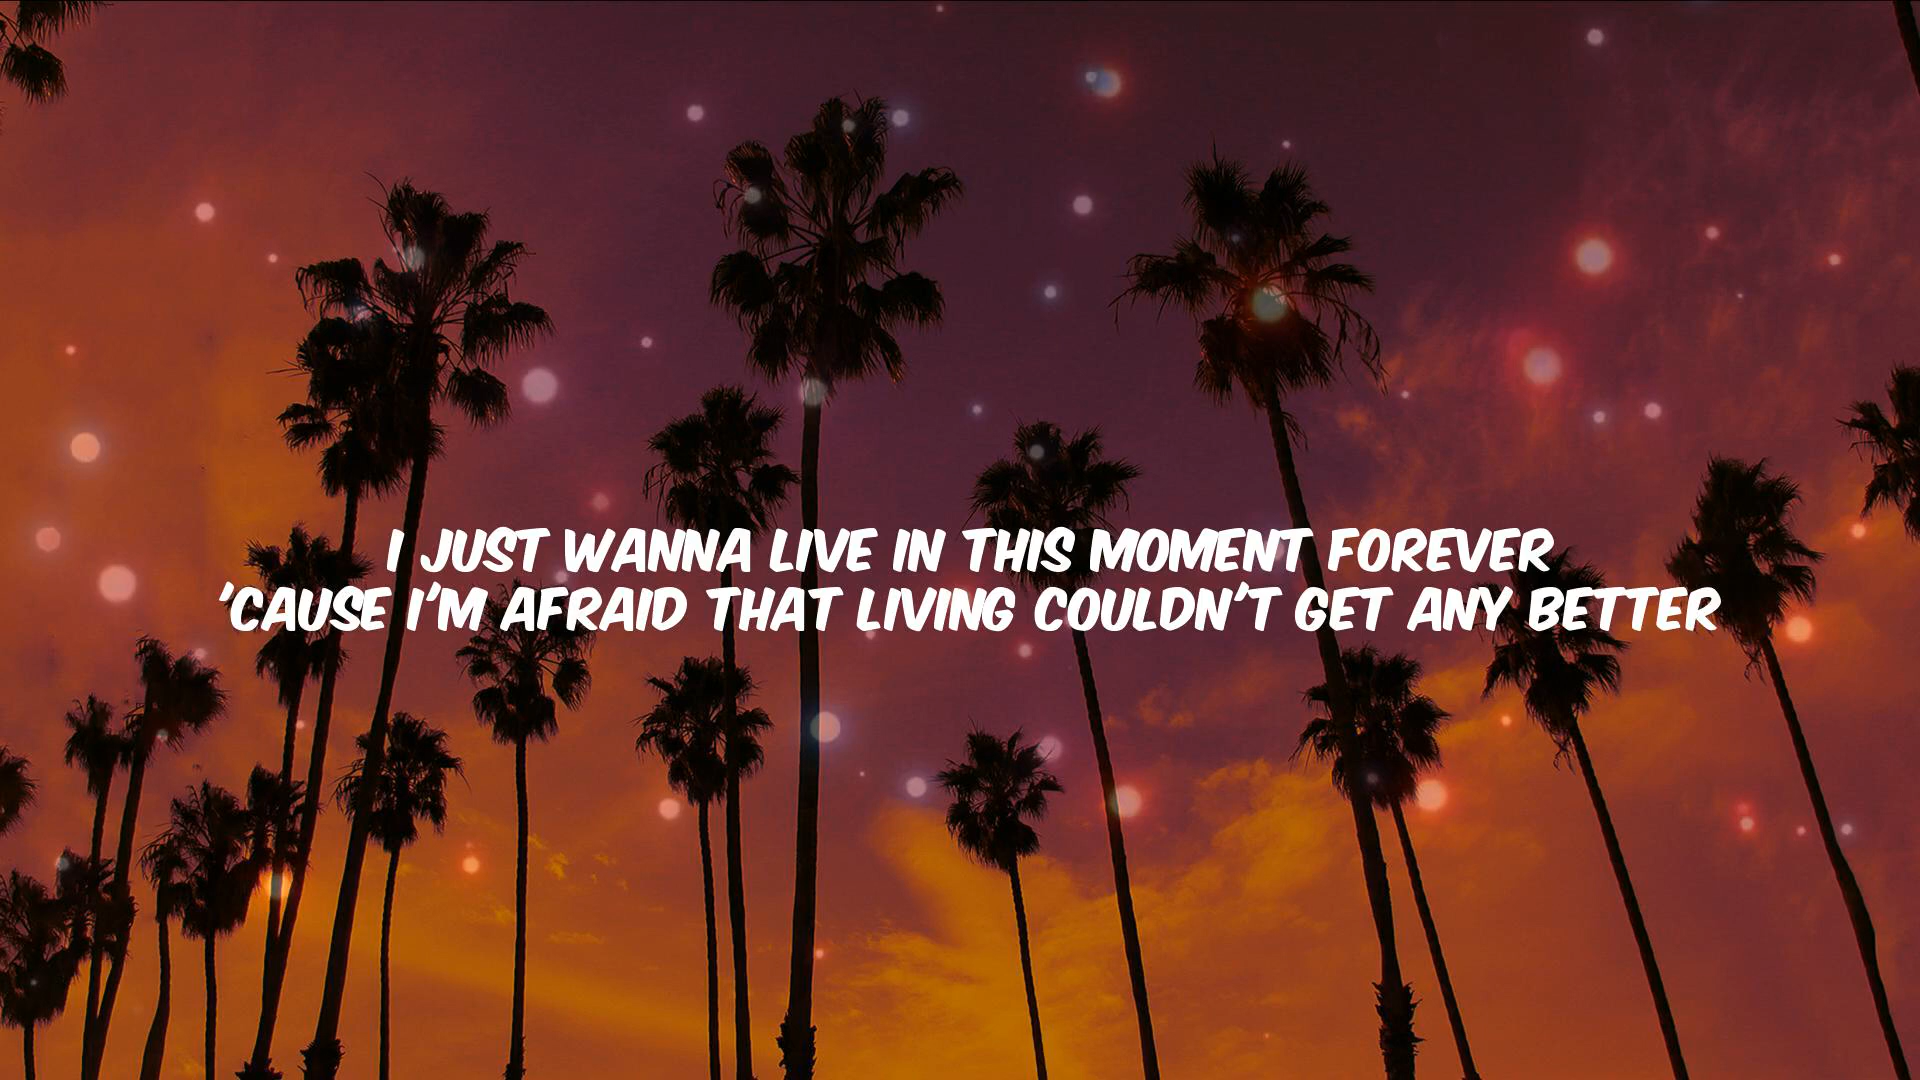 I JUST WANNA LIVE IN THIS MOMENT FOREVER
'CAUSE I'M AFRAID THAT LIVING COULDN'T GET ANY BETTER